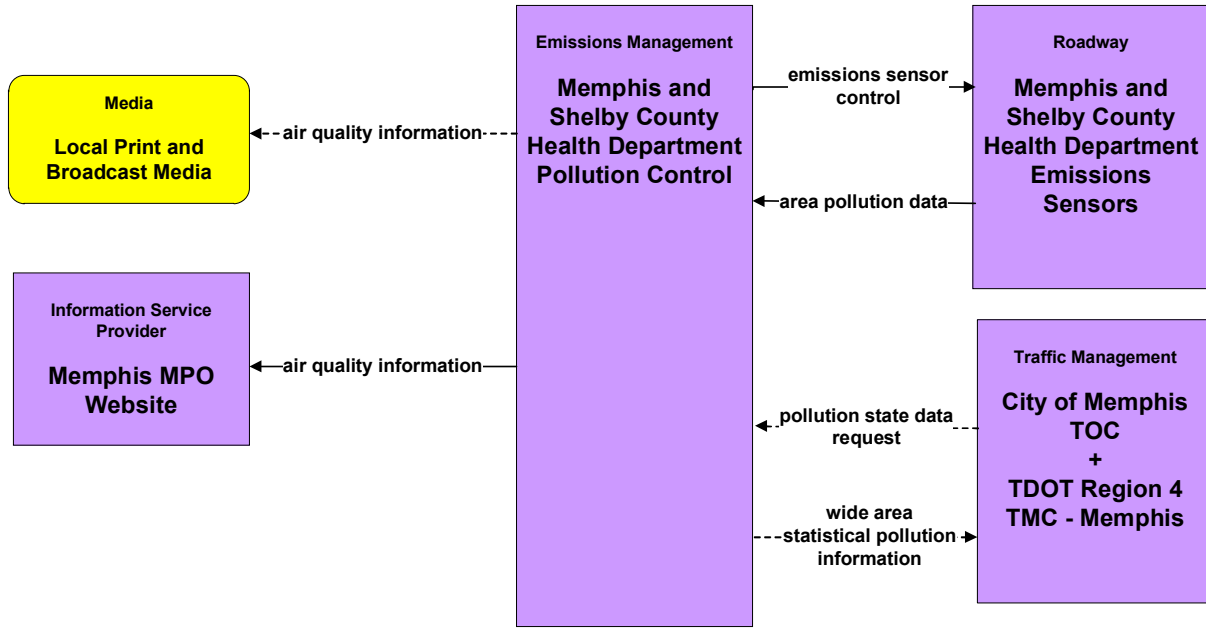 Media
Local Print and
Broadcast Media
air quality information
Information Service
Provider
Memphis MPO
Website
air quality information
Emissions Management
Memphis and
Shelby County
Health Department
Pollution Control
emissions sensor
control
area pollution data
Roadway
Memphis and
Shelby County
Health Department
Emissions
Sensors
pollution state data
request
wide area
statistical pollution
information
Traffic Management
City of Memphis
TOC
+
TDOT Region 4
TMC - Memphis